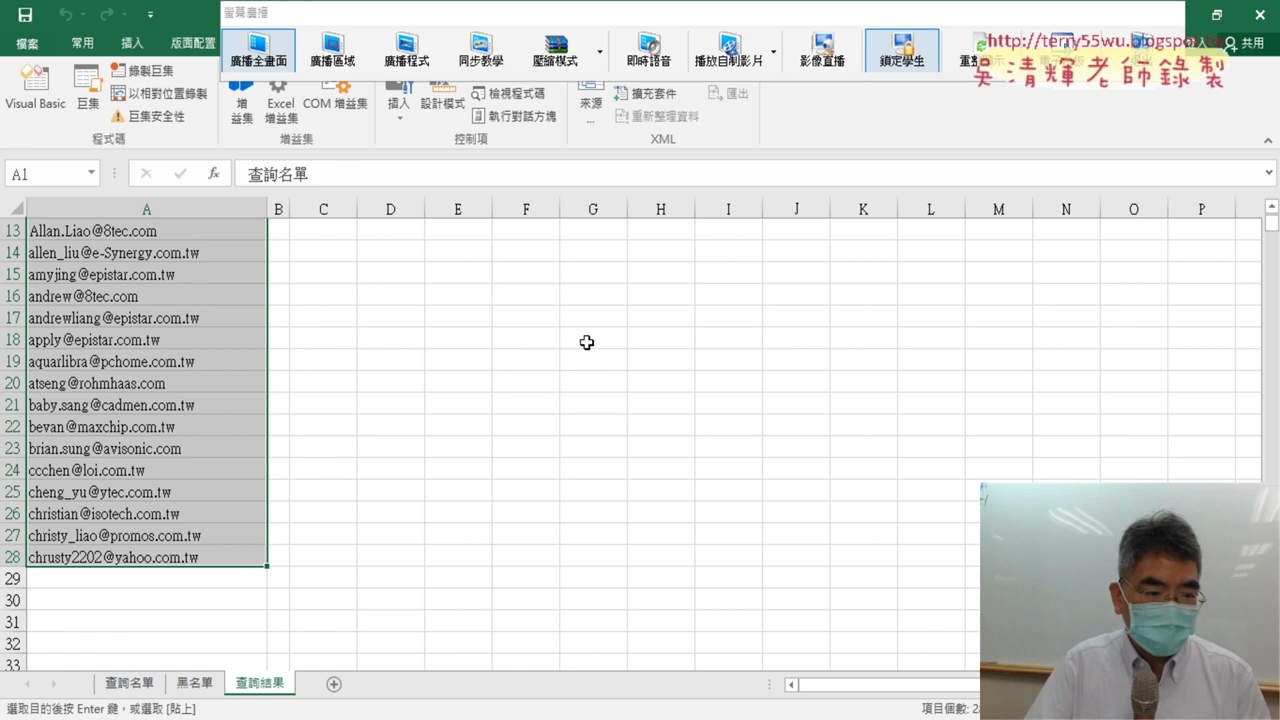 螢幕廣播
檔案 常用 插入 版面配置 廣播全畫面 廣播區域 廣播程式 同步教學 壓縮模式 即時語音 播放自制影片 影像直播 鎖定學生 共用
http://terry55wu.blogspot.tw
吳清輝老師錄製
Visual Basic 巨集 錄製巨集 以相對位置錄製 巨集安全性
程式碼
增益集 Excel 增益集 COM 增益集
增益集
插入 設計模式 檢視程式碼 執行對話方塊
控制項
來源 ... 擴充套件 重新整理資料 匯出
XML
A1 fx 查詢名單
A B C D E F G H I J K L M N O P
13 Allan.Liao@8tec.com
14 allen_liu@e-Synergy.com.tw
15 amyjing@epistar.com.tw
16 andrew@8tec.com
17 andrewliang@epistar.com.tw
18 apply@epistar.com.tw
19 aquarlibra@pchome.com.tw
20 atseng@rohmhaas.com
21 baby.sang@cadmen.com.tw
22 bevan@maxchip.com.tw
23 brian.sung@avisonic.com
24 ccchen@loi.com.tw
25 cheng_yu@ytec.com.tw
26 christian@isotech.com.tw
27 christy_liao@promos.com.tw
28 chrusty2202@yahoo.com.tw
29
30
31
32
33
查詢名單 黑名單 查詢結果
選取目的後按 Enter 鍵，或選取 [貼上] 項目個數: